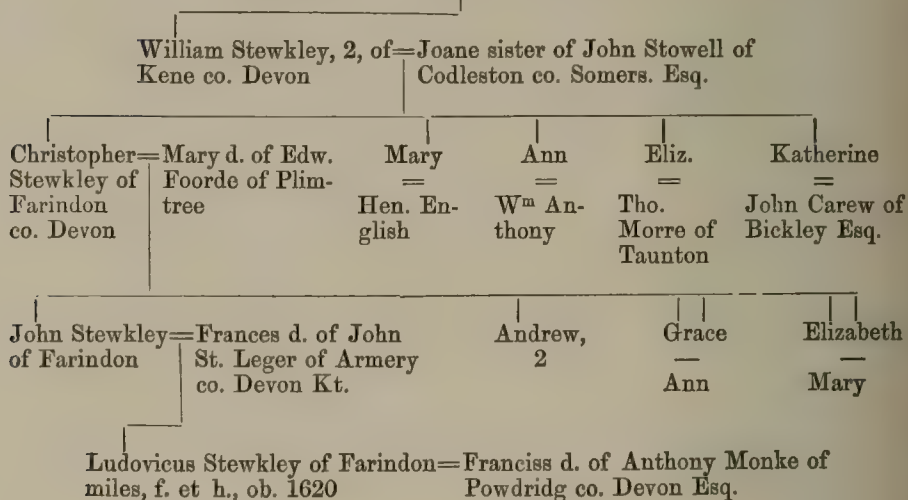 William Stewkley, 2, of=Joane sister of John Stowell of
Kene co. Devon Codleston co. Somers. Esq.
Christopher=Mary d. of Edw. Mary Ann Eliz. Katherine
Stewkley of Foorde of Plim- = = = =
Farindon tree Hen. En- Wᵐ An- Tho. John Carew of
co. Devon glish thony Morre of Bickley Esq.
Taunton
John Stewkley=Frances d. of John Andrew, Grace Elizabeth
of Farindon St. Leger of Armery 2 — —
co. Devon Kt. Ann Mary
Ludovicus Stewkley of Farindon=Franciss d. of Anthony Monke of
miles, f. et h., ob. 1620 Powdridg co. Devon Esq.